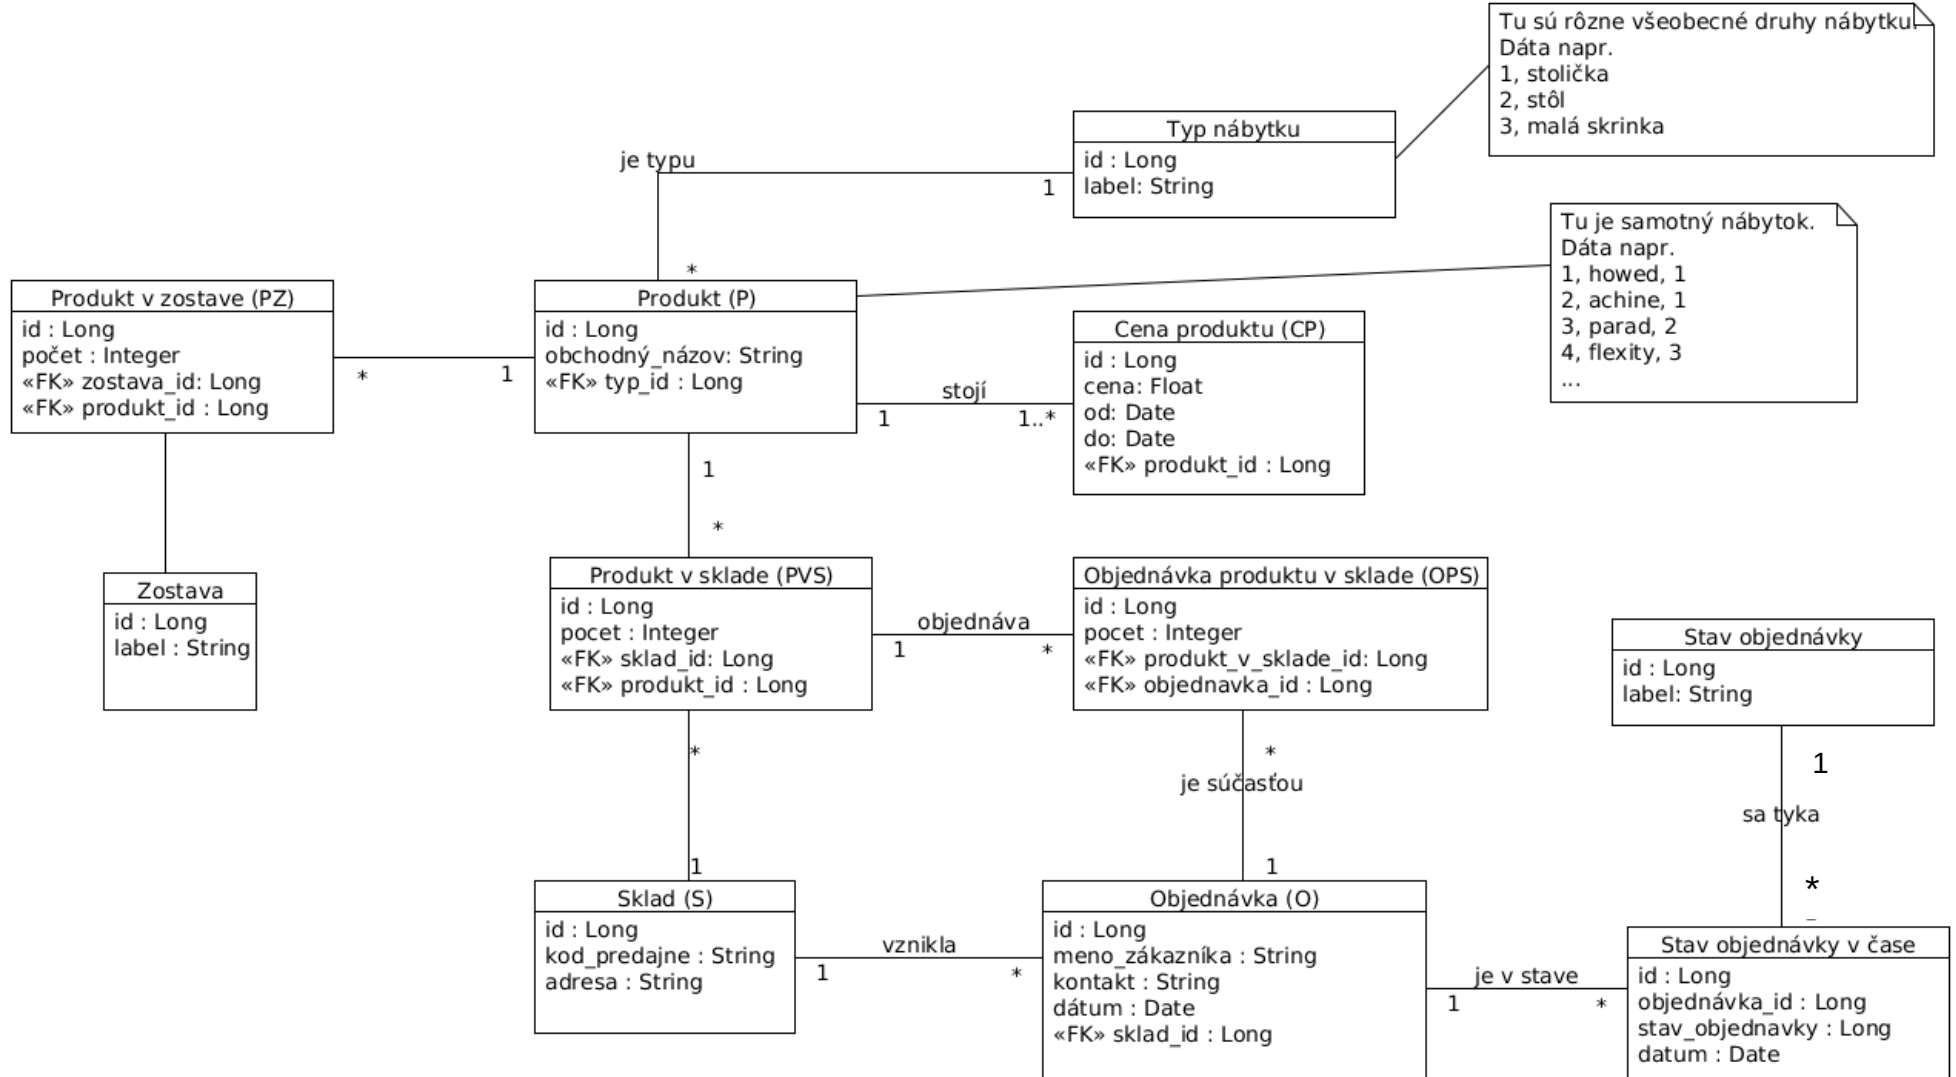 Tu sú rôzne všeobecné druhy nábytku.
Dáta napr.
1, stolička
2, stôl
3, malá skrinka
Typ nábytku
id : Long
label: String
je typu
1
*
Tu je samotný nábytok.
Dáta napr.
1, howed, 1
2, achine, 1
3, parad, 2
4, flexity, 3
...
Produkt v zostave (PZ)
id : Long
počet : Integer
«FK» zostava_id: Long
«FK» produkt_id : Long
*
1
Produkt (P)
id : Long
obchodný_názov: String
«FK» typ_id : Long
stojí
1
1..*
Cena produktu (CP)
id : Long
cena: Float
od: Date
do: Date
«FK» produkt_id : Long
1
*
Zostava
id : Long
label : String
Produkt v sklade (PVS)
id : Long
pocet : Integer
«FK» sklad_id: Long
«FK» produkt_id : Long
objednáva
1
*
Objednávka produktu v sklade (OPS)
id : Long
pocet : Integer
«FK» produkt_v_sklade_id: Long
«FK» objednavka_id : Long
Stav objednávky
id : Long
label: String
*
1
*
je súčasťou
1
1
sa tyka
*
Sklad (S)
id : Long
kod_predajne : String
adresa : String
vznikla
1
*
Objednávka (O)
id : Long
meno_zákazníka : String
kontakt : String
dátum : Date
«FK» sklad_id : Long
je v stave
1
*
Stav objednávky v čase
id : Long
objednávka_id : Long
stav_objednavky : Long
datum : Date